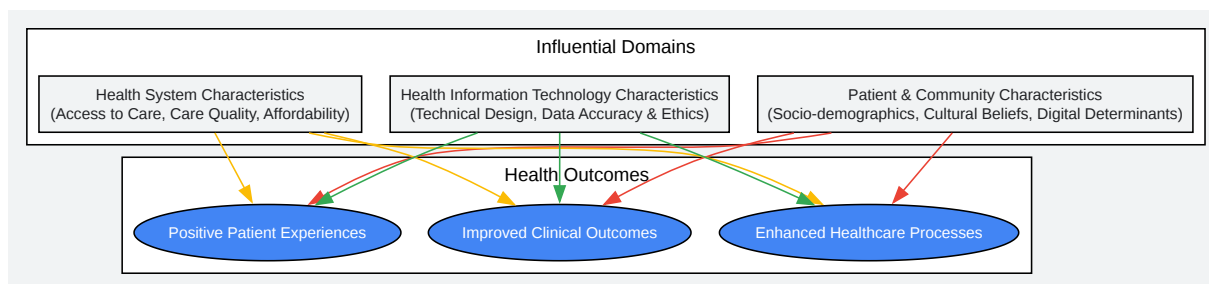 Influential Domains
Health System Characteristics
(Access to Care, Care Quality, Affordability)
Health Information Technology Characteristics
(Technical Design, Data Accuracy & Ethics)
Patient & Community Characteristics
(Socio-demographics, Cultural Beliefs, Digital Determinants)
Health Outcomes
Positive Patient Experiences
Improved Clinical Outcomes
Enhanced Healthcare Processes